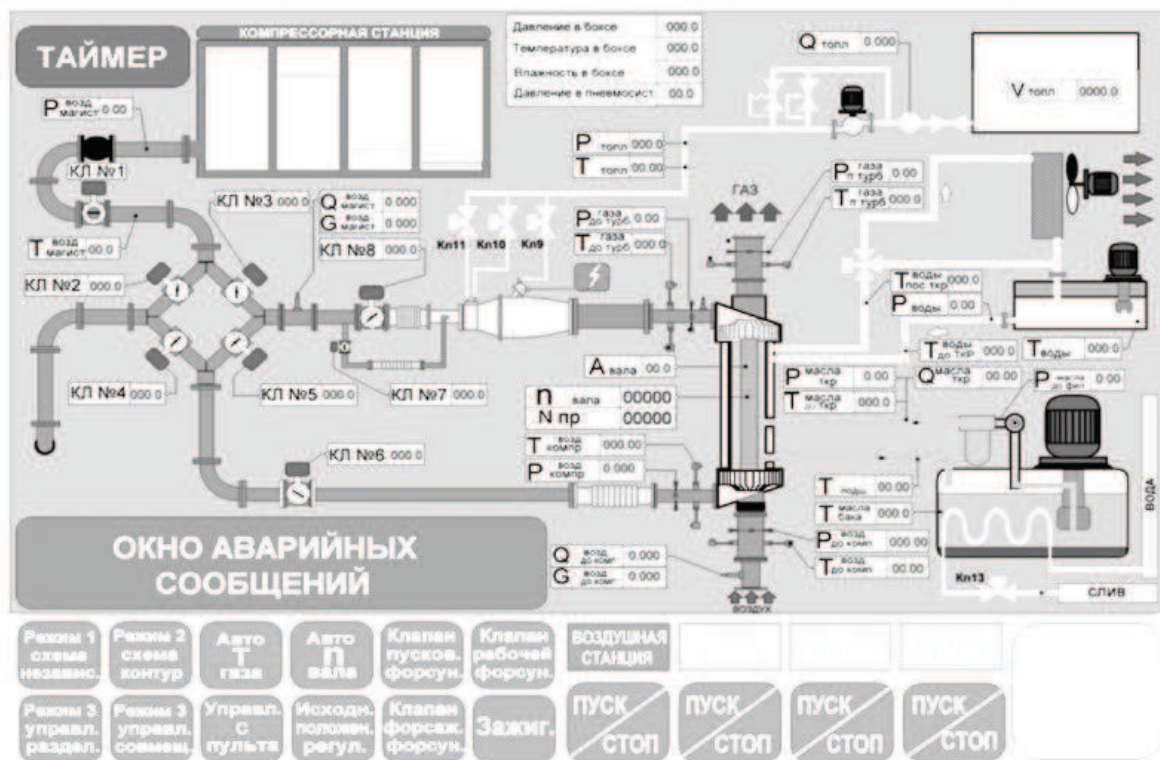 ТАЙМЕР
КОМПРЕССОРНАЯ СТАНЦИЯ
Давление в боксе 000.0
Температура в боксе 000.0
Влажность в боксе 000.0
Давление в пневмосист 00.0
Q топл 0.000
V топл 0000.0
P возд магист 0.00
КЛ №1
КЛ №3 000.0
Q возд магист 0.000
G возд магист 0.000
КЛ №8 000.0
T возд магист 00.0
КЛ №2 000.0
P топл 000.0
T топл 00.00
ГАЗ
P газа п турб 0.00
T газа п турб 000.0
P газа до турб 0.00
T газа до турб 000.0
Кл11
Кл10
Кл9
T воды пос ткр 000.0
P воды 0.00
T воды до ткр 000.0
T воды 000.0
КЛ №4 000.0
КЛ №5 000.0
КЛ №7 000.0
A вала 00.0
P масла ткр 0.00
T масла до ткр 000.0
Q масла ткр 00.00
P масла до фил 0.00
n вала 00000
N пр 00000
T возд компр 000.00
P возд компр 0.000
КЛ №6 000.0
T воды 00.00
T масла бака 000.0
ВОДА
ОКНО АВАРИЙНЫХ
СООБЩЕНИЙ
Q возд до комп 0.000
G возд до комп 0.000
P возд до комп 000.00
T возд до комп 00.00
ВОЗДУХ
Кл13
СЛИВ
Режим 1
схема
независ.
Режим 2
схема
контур
Авто
T
газа
Авто
n
вала
Клапан
пусков.
форсун.
Клапан
рабочей
форсун.
ВОЗДУШНАЯ
СТАНЦИЯ
Режим 3
управл.
раздел.
Режим 3
управл.
совмещ.
Управл.
с
пульта
Исходн.
положен.
регул.
Клапан
форсаж.
форсун.
Зажиг.
ПУСК
СТОП
ПУСК
СТОП
ПУСК
СТОП
ПУСК
СТОП